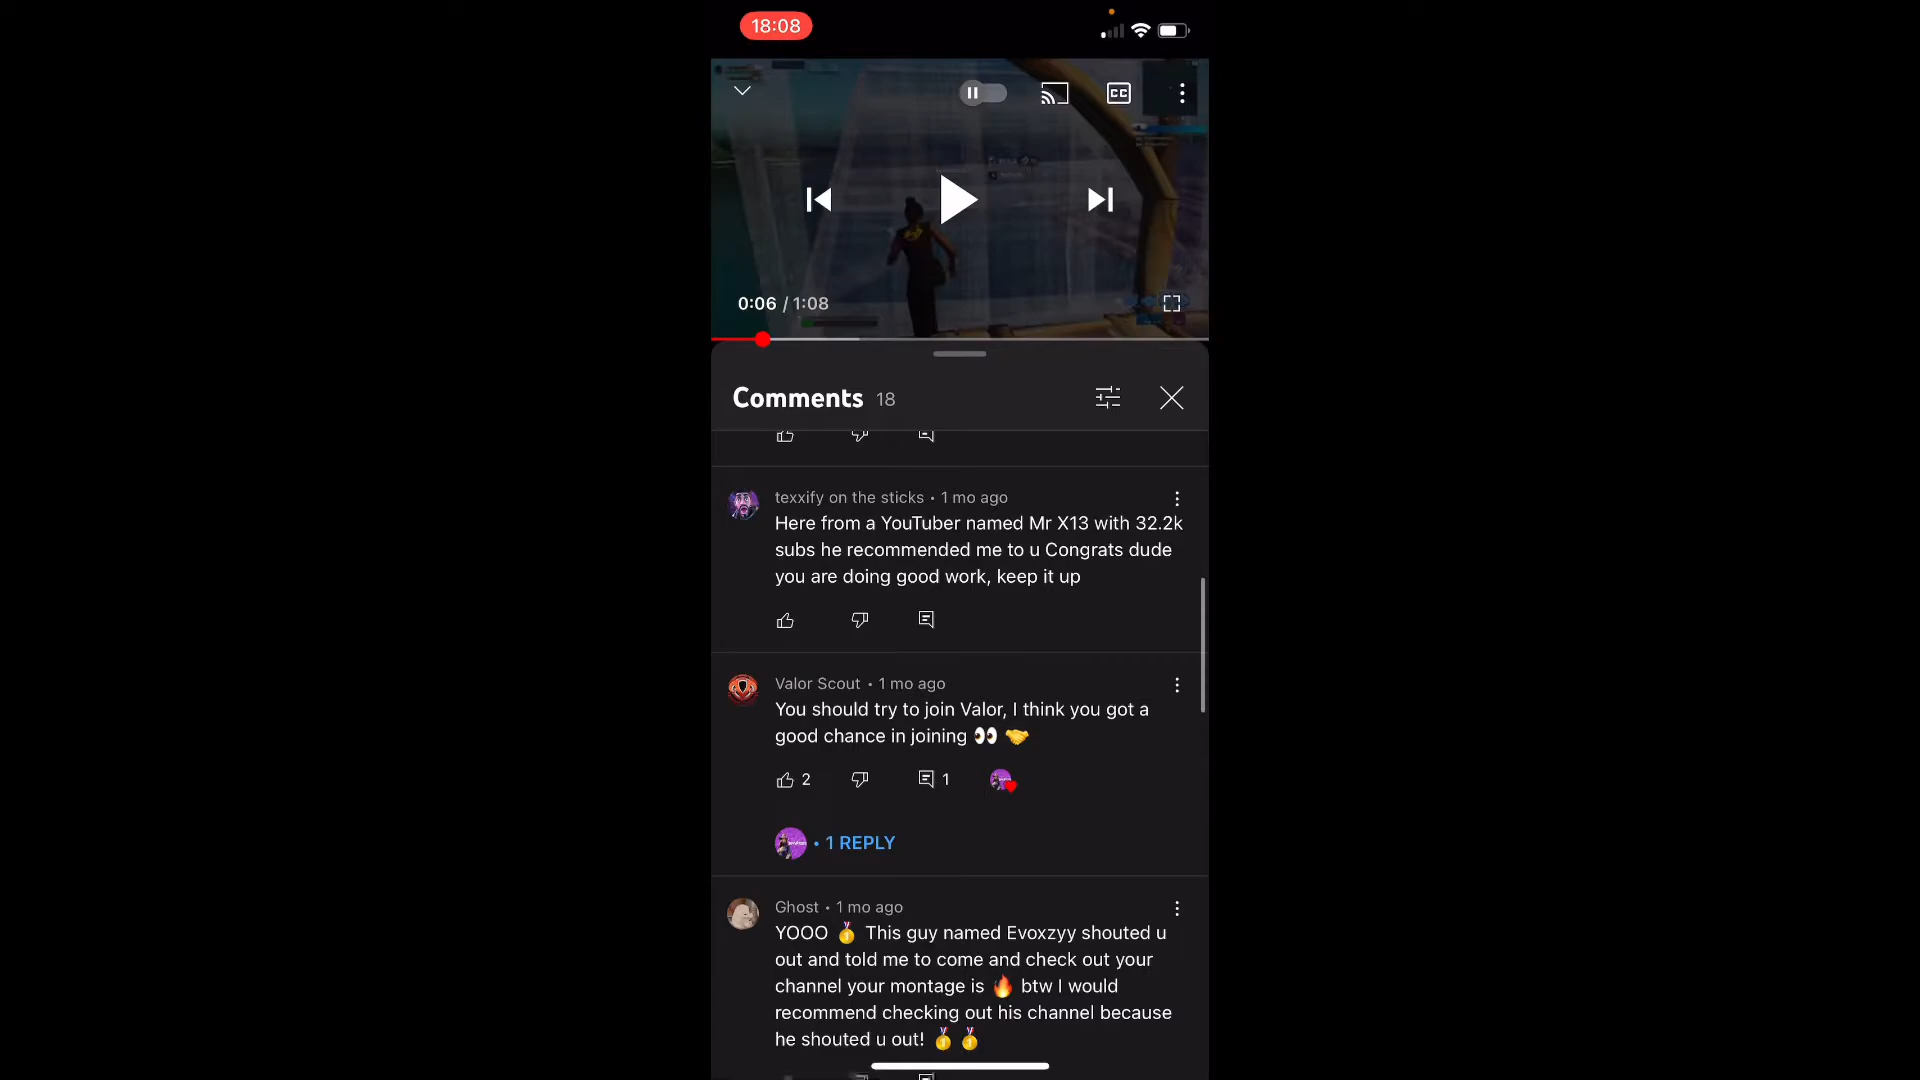 18:08
CC
0:06 / 1:08
Comments 18
texxify on the sticks • 1 mo ago
Here from a YouTuber named Mr X13 with 32.2k
subs he recommended me to u Congrats dude
you are doing good work, keep it up
Valor Scout • 1 mo ago
You should try to join Valor, I think you got a
good chance in joining 👀 🤝
2 1
• 1 REPLY
Ghost • 1 mo ago
YOOO 🏅 This guy named Evoxzyy shouted u
out and told me to come and check out your
channel your montage is 🔥 btw I would
recommend checking out his channel because
he shouted u out! 🏅 🏅